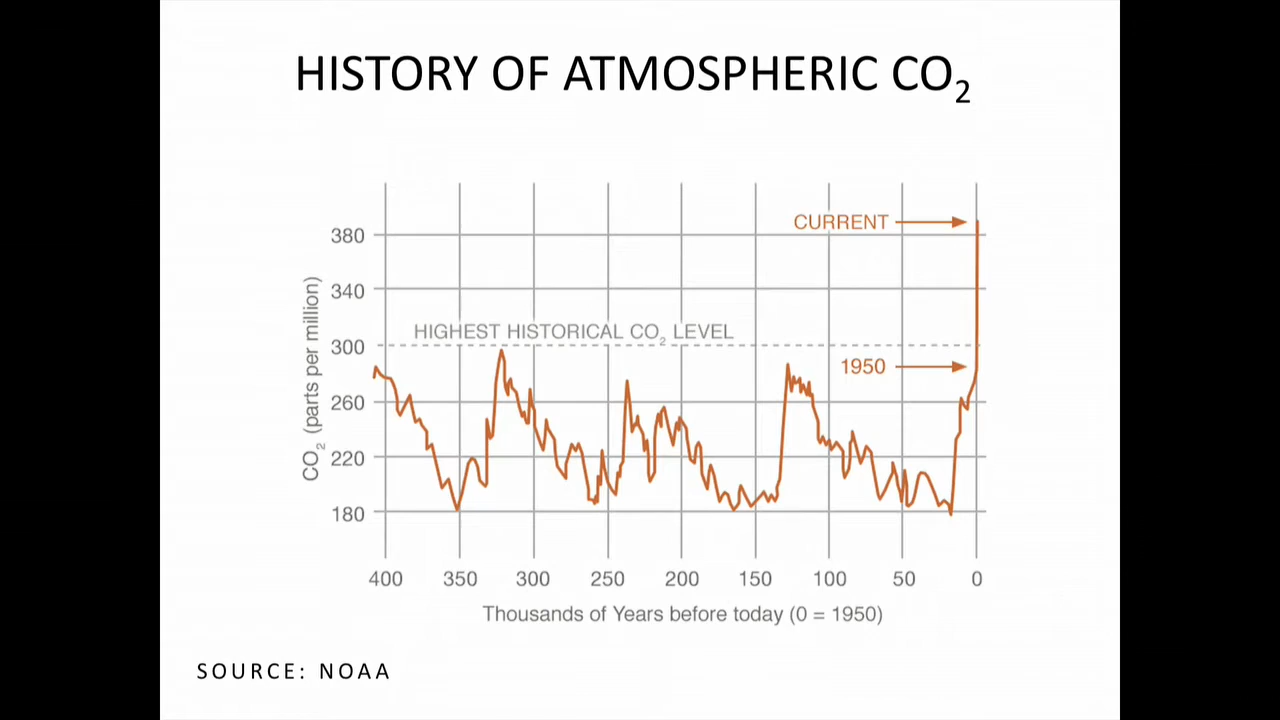 HISTORY OF ATMOSPHERIC CO₂
CURRENT
380
340
HIGHEST HISTORICAL CO₂ LEVEL
300
1950
260
220
180
CO₂ (parts per million)
400 350 300 250 200 150 100 50 0
Thousands of Years before today (0 = 1950)
SOURCE: NOAA